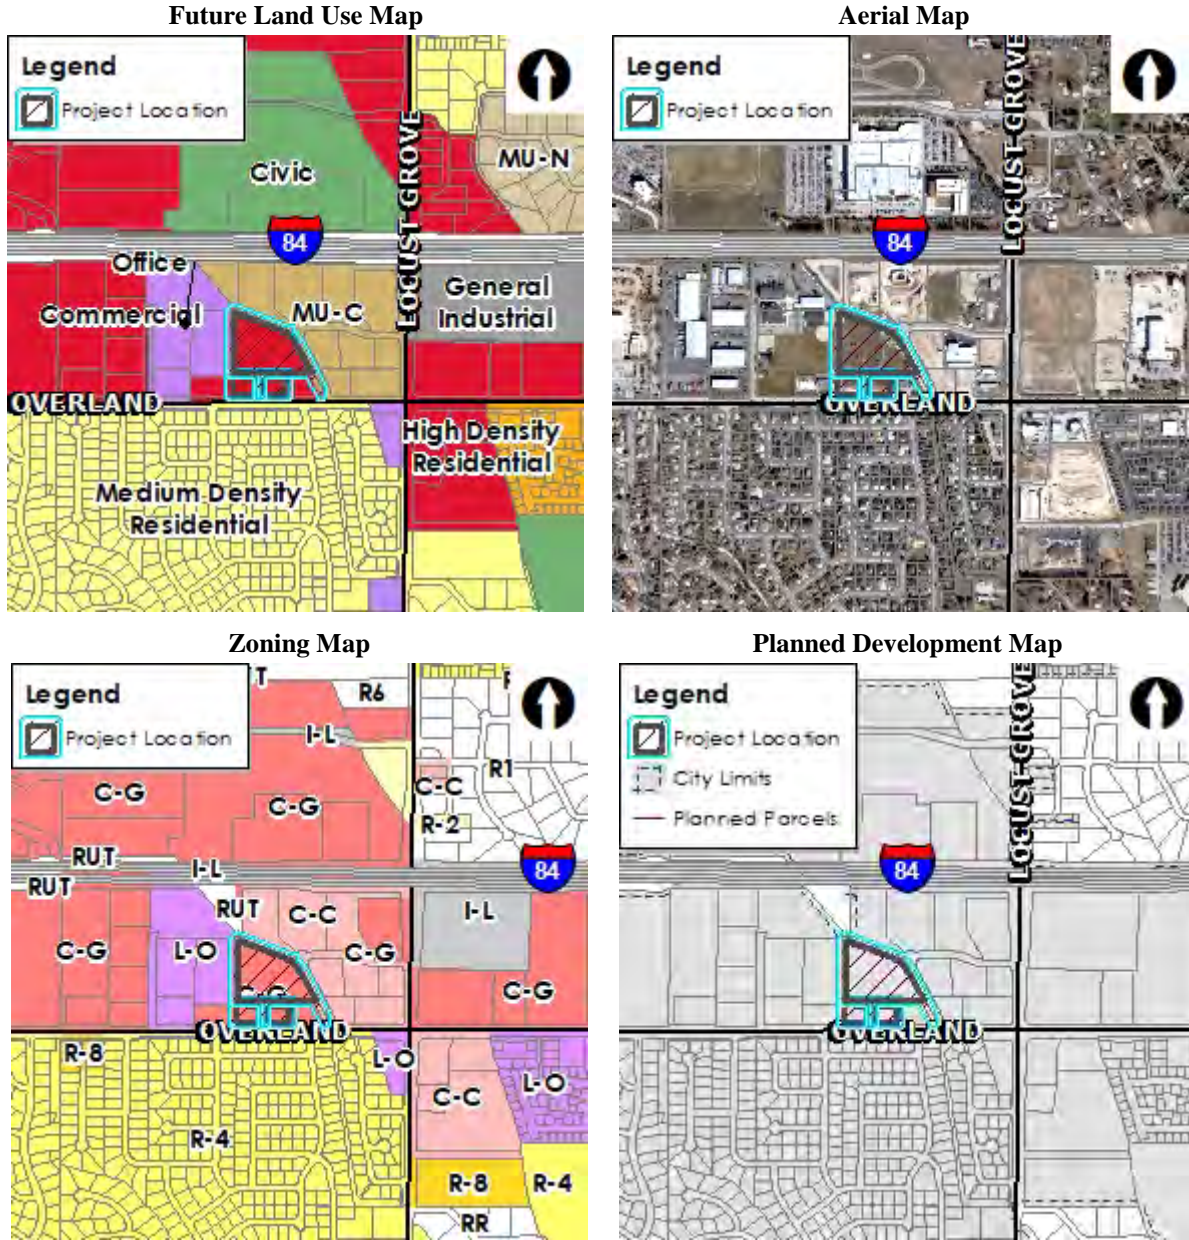 Future Land Use Map
Legend
Project Location
LOCUST GROVE
Civic
MU-N
84
Office
Commercial
MU-C
General
Industrial
OVERLAND
High Density
Residential
Medium Density
Residential
Aerial Map
Legend
Project Location
LOCUST GROVE
84
OVERLAND
Zoning Map
Legend
Project Location
T
R6
I-L
R1
C-G
C-G
C-C
R-2
RUT
84
RUT
I-L
RUT
C-C
I-L
C-G
L-O
C-G
C-G
C-G
OVERLAND
R-8
L-O
L-O
C-C
R-4
R-8
R-4
RR
Planned Development Map
Legend
Project Location
City Limits
Planned Parcels
LOCUST GROVE
84
OVERLAND